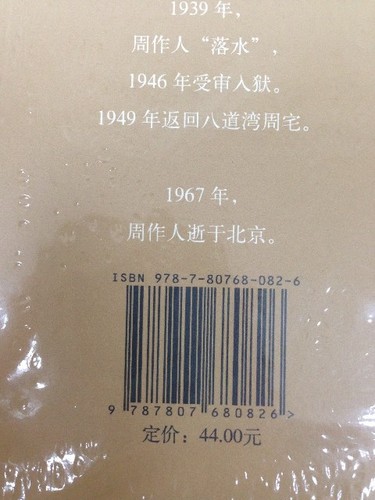 1939 年，
周作人“落水”，
1946 年受审入狱。
1949 年返回八道湾周宅。
1967 年，
周作人逝于北京。
ISBN 978-7-80768-082-6
9 787807 680826 >
定价：44.00元